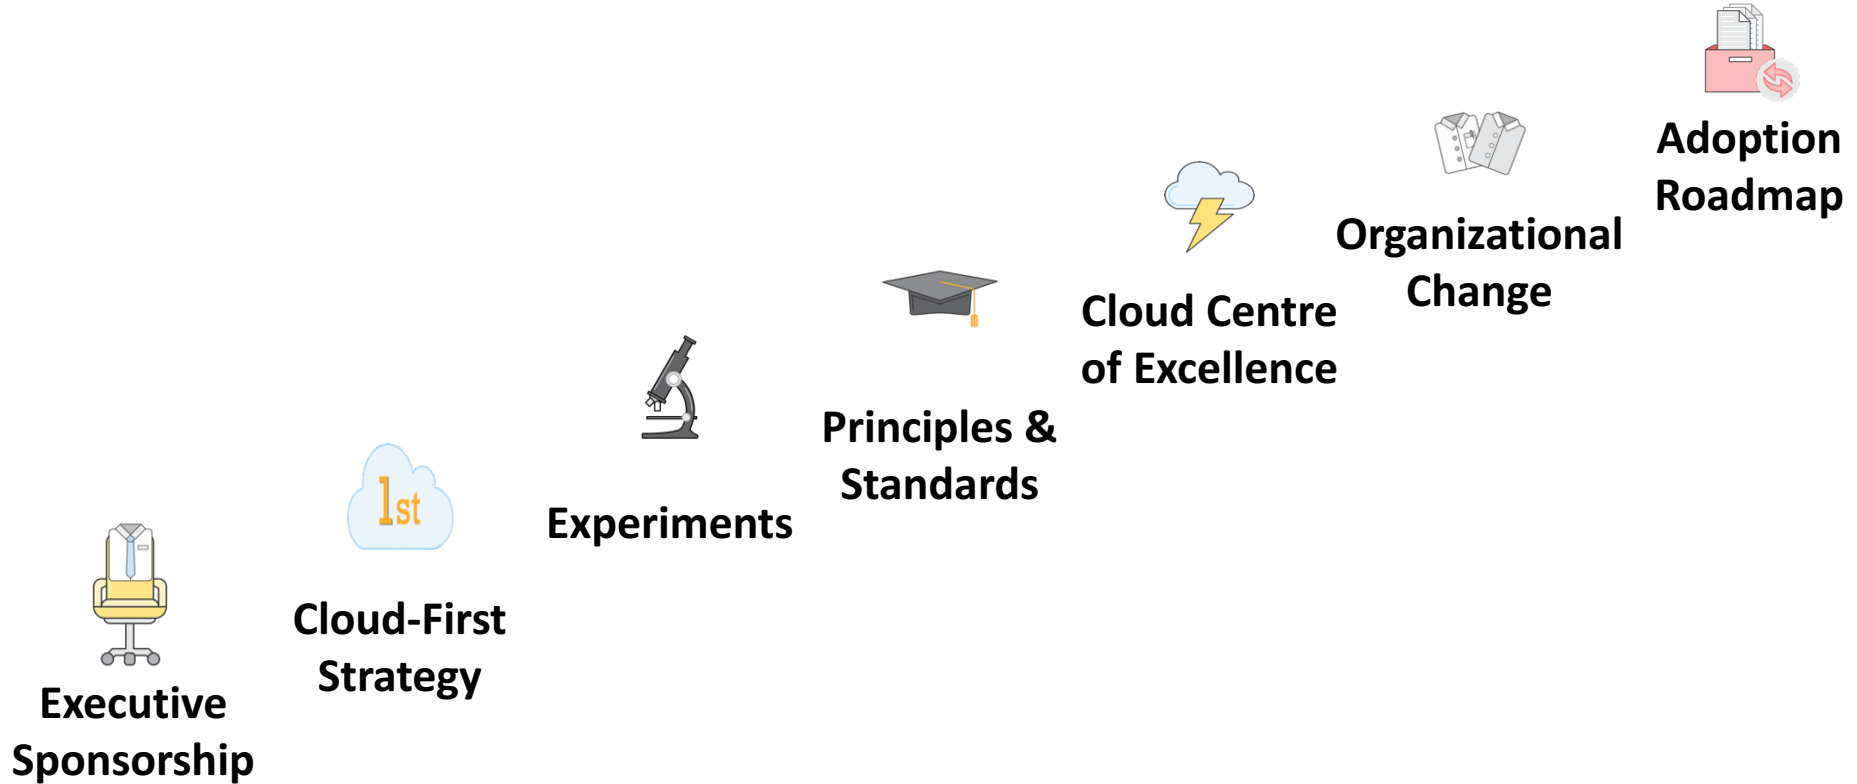 Executive
Sponsorship
1st
Cloud-First
Strategy
Experiments
Principles &
Standards
Cloud Centre
of Excellence
Organizational
Change
Adoption
Roadmap